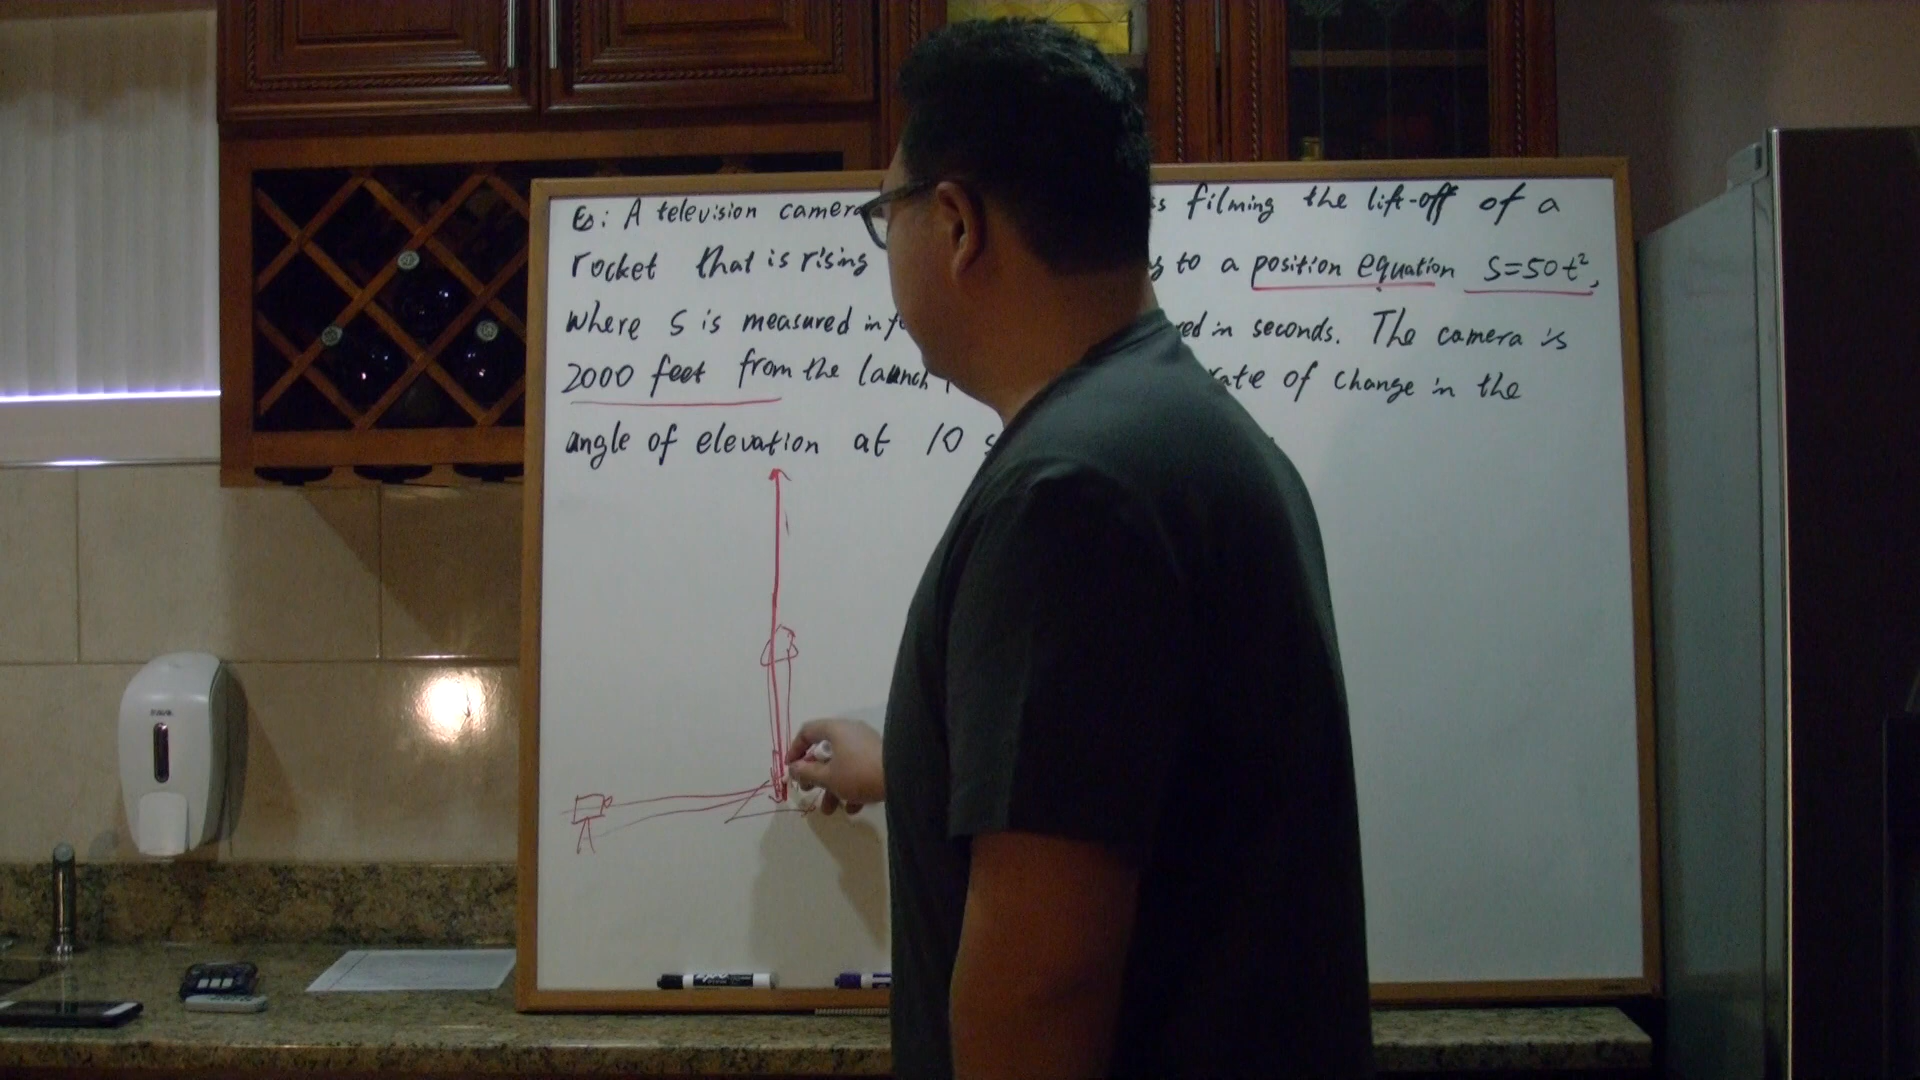 Ex: A television camera is filming the lift-off of a
rocket that is rising to a position equation S=50t²,
where S is measured in in seconds. The camera is
2000 feet from the launch rate of change in the
angle of elevation at 10